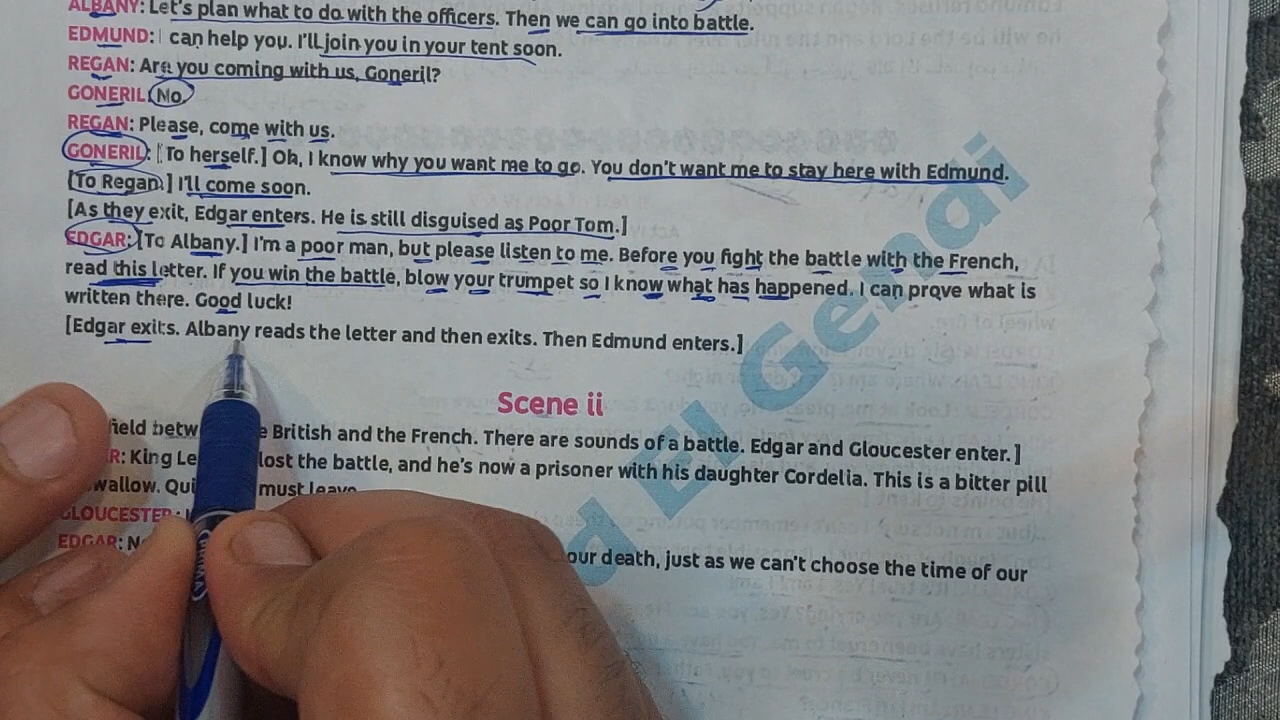 ALBANY: Let's plan what to do with the officers. Then we can go into battle.
EDMUND: I can help you. I'll join you in your tent soon.
REGAN: Are you coming with us, Goneril?
GONERIL: No.
REGAN: Please, come with us.
GONERIL: [To herself.] Oh, I know why you want me to go. You don't want me to stay here with Edmund.
[To Regan.] I'll come soon.
[As they exit, Edgar enters. He is still disguised as Poor Tom.]
EDGAR: [To Albany.] I'm a poor man, but please listen to me. Before you fight the battle with the French,
read this letter. If you win the battle, blow your trumpet so I know what has happened. I can prove what is
written there. Good luck!
[Edgar exits. Albany reads the letter and then exits. Then Edmund enters.]
Scene ii
field British and the French. There are sounds of a battle. Edgar and Gloucester enter.]
King lost the battle, and he's now a prisoner with his daughter Cordelia. This is a bitter pill
must leave
GLOUCESTER:
EDGAR: our death, just as we can't choose the time of our
El Gendi